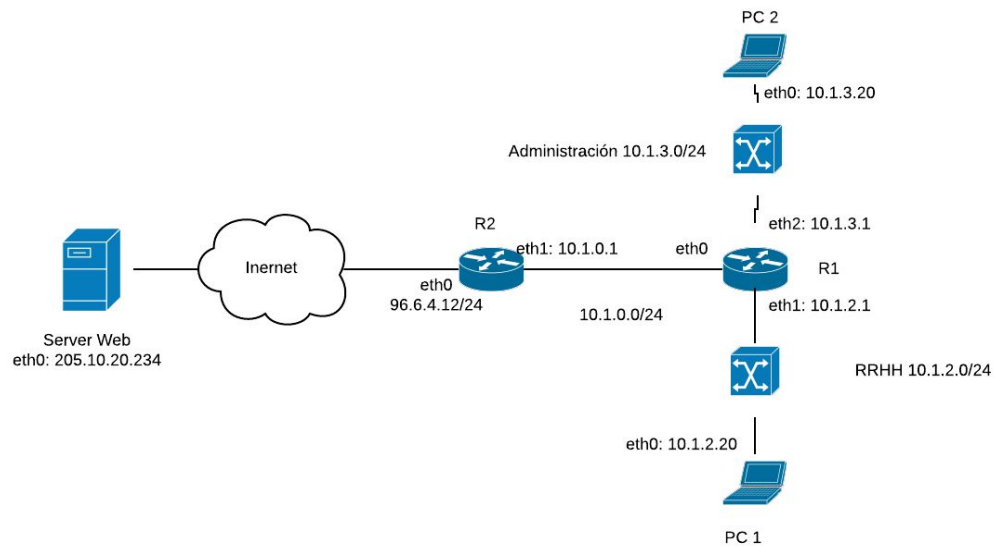 PC 2
eth0: 10.1.3.20
Administración 10.1.3.0/24
eth2: 10.1.3.1
R2
eth1: 10.1.0.1
eth0
R1
Inernet
eth0
96.6.4.12/24
10.1.0.0/24
eth1: 10.1.2.1
Server Web
eth0: 205.10.20.234
RRHH 10.1.2.0/24
eth0: 10.1.2.20
PC 1